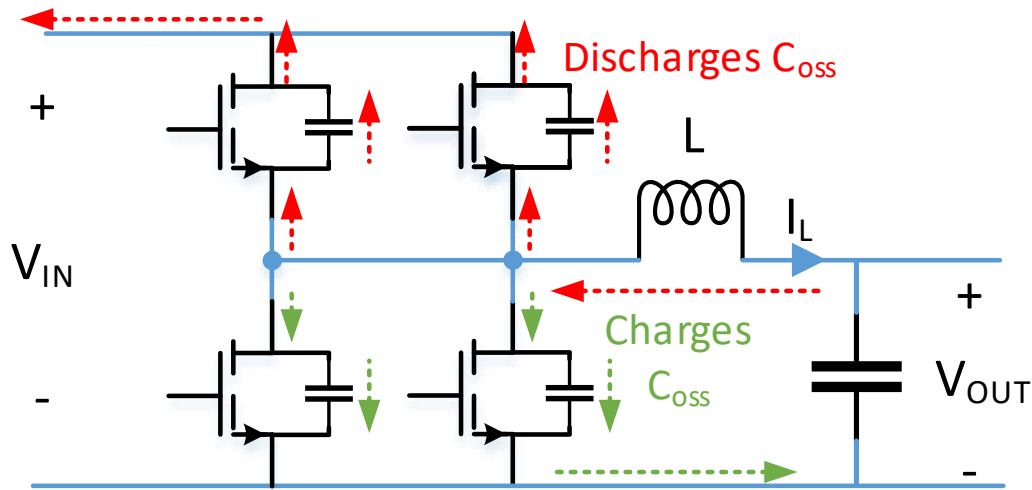 Discharges Coss
+
L
IL
VIN
+
Charges
Coss
-
VOUT
-